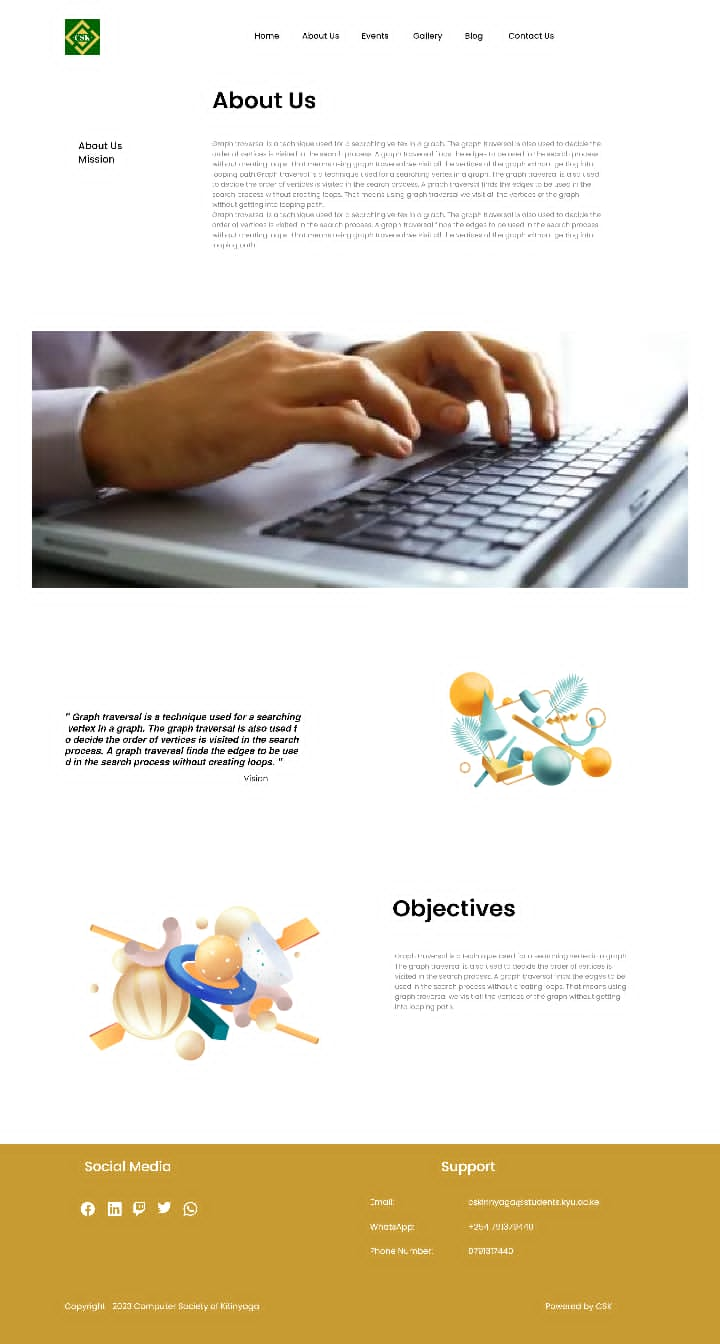 CSK
Home About Us Events Gallery Blog Contact Us
About Us
About Us
Mission
Graph traversal is a technique used for a searching vertex in a graph. The graph traversal is also used to decide the
order of vertices is visited in the search process. A graph traversal finds the edges to be used in the search process
without creating loops. That means using graph traversal we visit all the vertices of the graph without getting into
looping path.Graph traversal is a technique used for a searching vertex in a graph. The graph traversal is also used
to decide the order of vertices is visited in the search process. A graph traversal finds the edges to be used in the
search process without creating loops. That means using graph traversal we visit all the vertices of the graph
without getting into looping path.
Graph traversal is a technique used for a searching vertex in a graph. The graph traversal is also used to decide the
order of vertices is visited in the search process. A graph traversal finds the edges to be used in the search process
without creating loops. That means using graph traversal we visit all the vertices of the graph without getting into
looping path.
" Graph traversal is a technique used for a searching
vertex in a graph. The graph traversal is also used t
o decide the order of vertices is visited in the search
process. A graph traversal finds the edges to be use
d in the search process without creating loops. "
Vision
Objectives
Graph traversal is a technique used for a searching vertex in a graph.
The graph traversal is also used to decide the order of vertices is
visited in the search process. A graph traversal finds the edges to be
used in the search process without creating loops. That means using
graph traversal we visit all the vertices of the graph without getting
into looping path.
Social Media
Support
Email: cskirinyaga@students.kyu.ac.ke
WhatsApp: +254 791379440
Phone Number: 0791317440
Copyright 2023 Computer Society of Kitinyaga
Powered by CSK